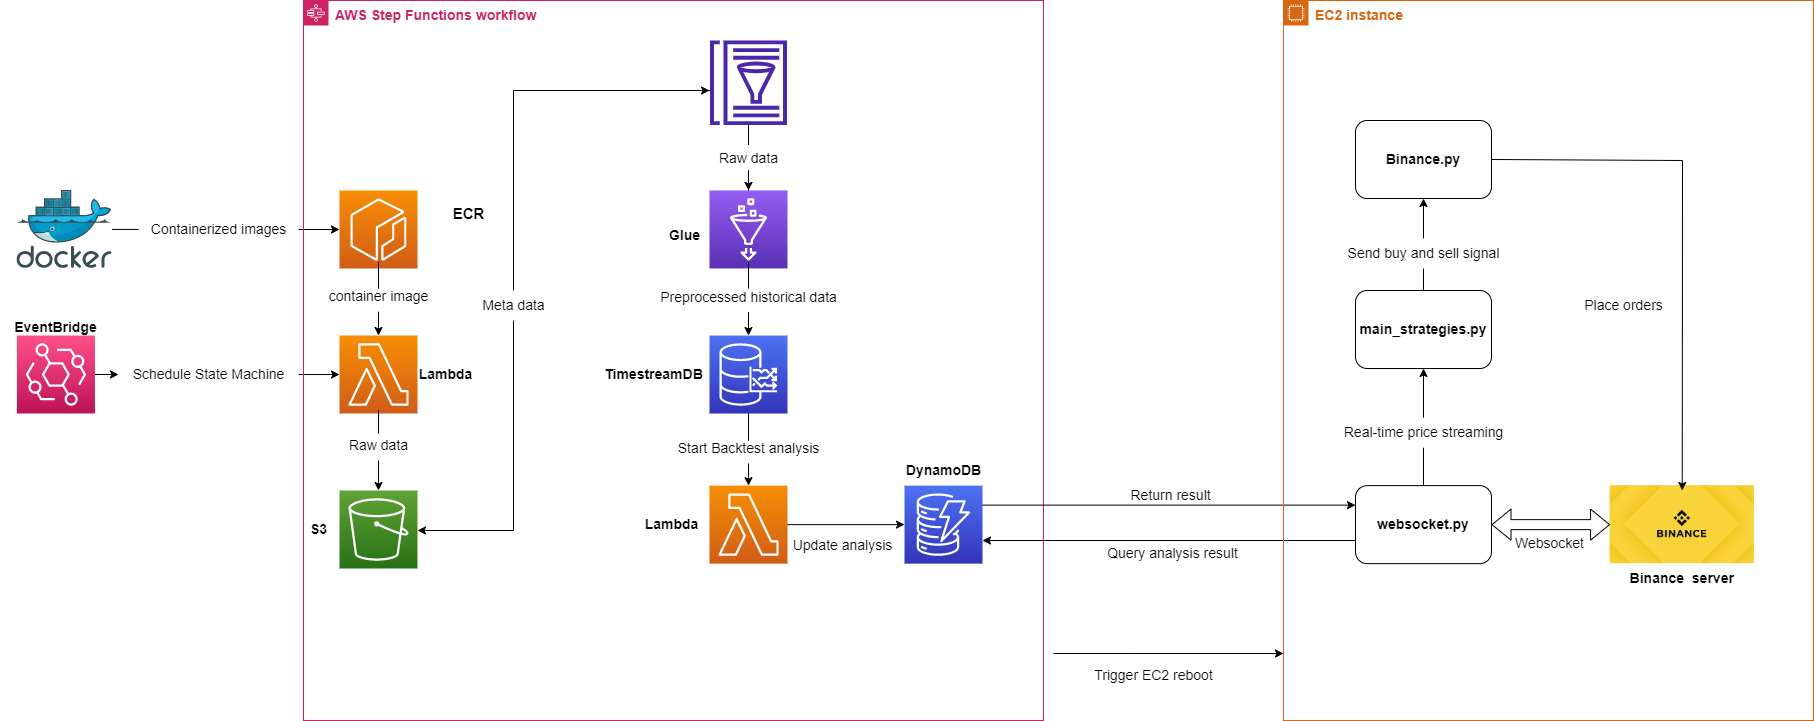 AWS Step Functions workflow
EC2 instance
Binance.py
Raw data
docker
Containerized images
ECR
Glue
Send buy and sell signal
container image
Meta data
Preprocessed historical data
Place orders
EventBridge
main_strategies.py
Schedule State Machine
Lambda
TimestreamDB
Real-time price streaming
Raw data
Start Backtest analysis
DynamoDB
Return result
S3
Lambda
websocket.py
BINANCE
Update analysis
Websocket
Query analysis result
Binance server
Trigger EC2 reboot